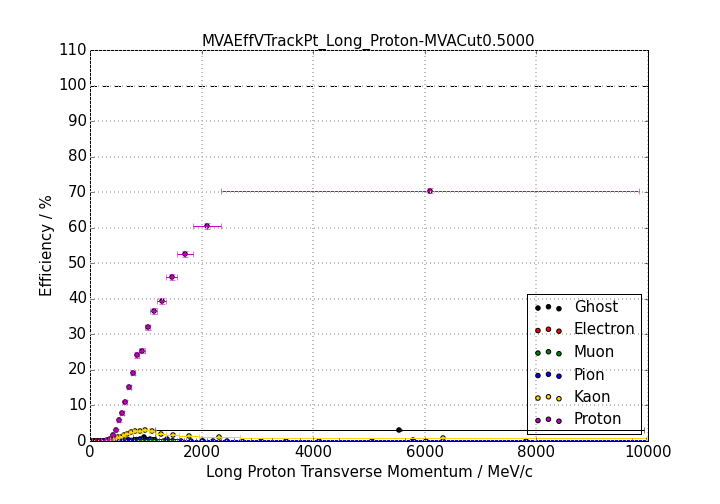 MVAEffVTrackPt_Long_Proton-MVACut0.5000
110
100
90
80
70
60
50
40
30
20
10
0
Efficiency / %
Ghost
Electron
Muon
Pion
Kaon
Proton
0 2000 4000 6000 8000 10000
Long Proton Transverse Momentum / MeV/c